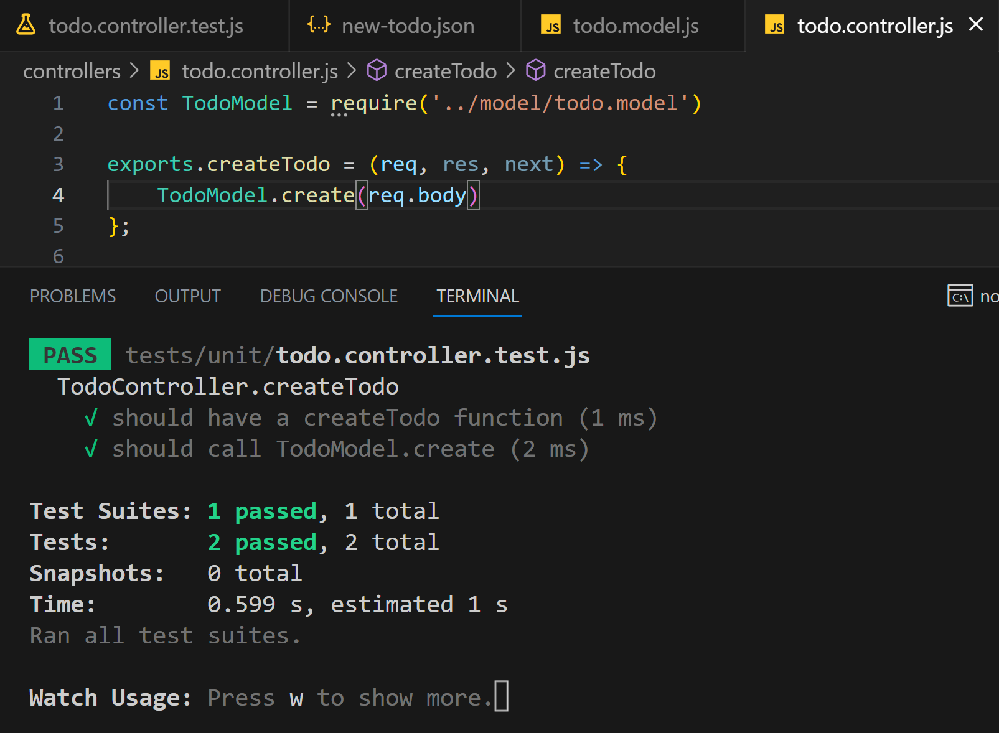 todo.controller.test.js {..} new-todo.json JS todo.model.js JS todo.controller.js
controllers > JS todo.controller.js > createTodo > createTodo
1 const TodoModel = require('../model/todo.model')
2
3 exports.createTodo = (req, res, next) => {
4 TodoModel.create(req.body)
5 };
6
PROBLEMS OUTPUT DEBUG CONSOLE TERMINAL C:\ no
PASS tests/unit/todo.controller.test.js
TodoController.createTodo
√ should have a createTodo function (1 ms)
√ should call TodoModel.create (2 ms)
Test Suites: 1 passed, 1 total
Tests: 2 passed, 2 total
Snapshots: 0 total
Time: 0.599 s, estimated 1 s
Ran all test suites.
Watch Usage: Press w to show more.